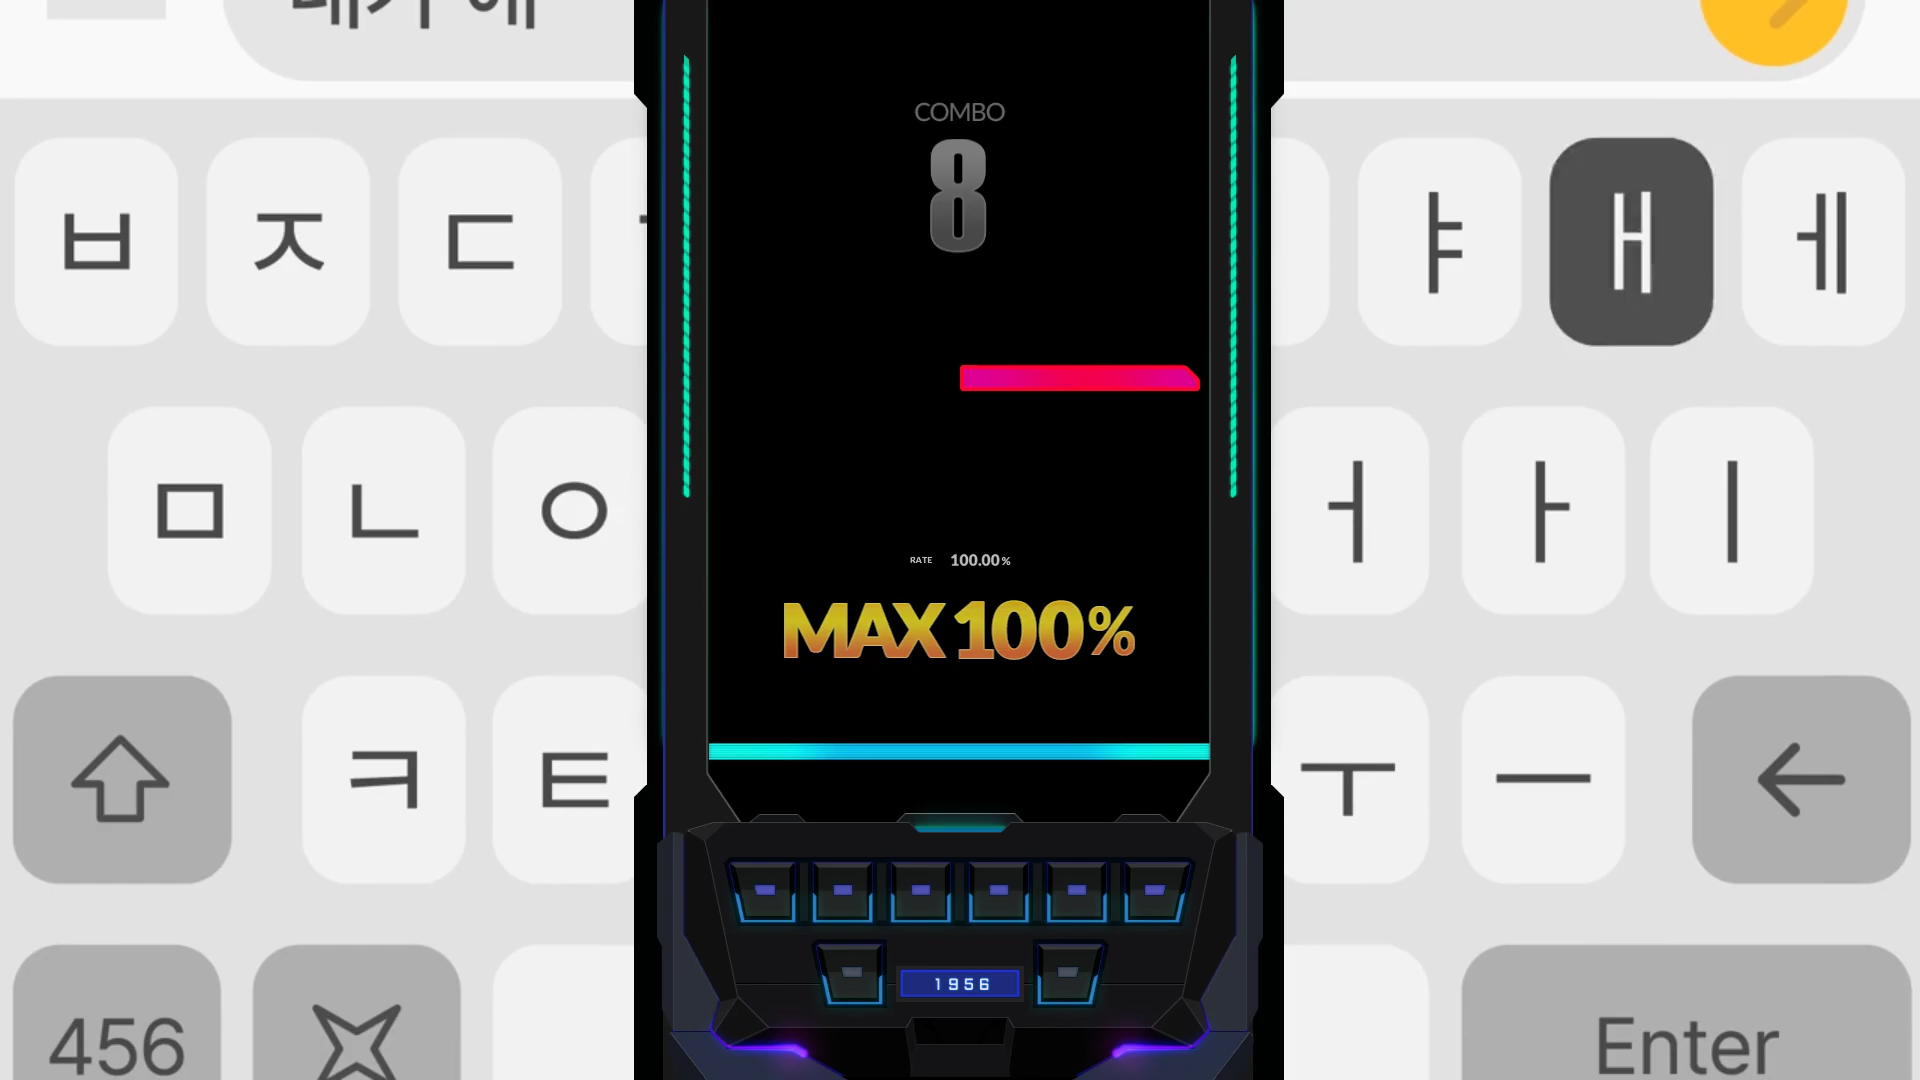 COMBO
8
ㅂ ㅈ ㄷ ㅑ ㅐ ㅔ
ㅁ ㄴ ㅇ ㅓ ㅏ ㅣ
RATE 100.00%
MAX 100%
ㅋ ㅌ ㅜ ㅡ
1956
456
Enter